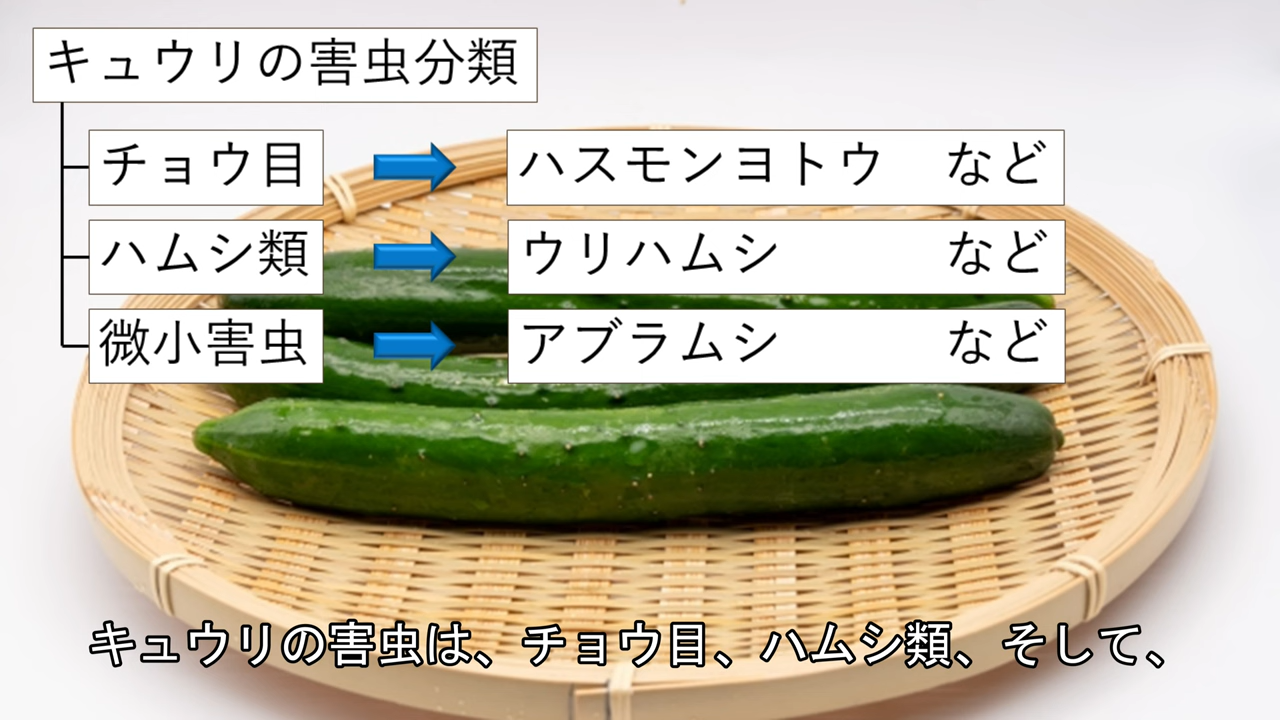 キュウリの害虫分類
チョウ目 ハスモンヨトウ など
ハムシ類 ウリハムシ など
微小害虫 アブラムシ など
キュウリの害虫は、チョウ目、ハムシ類、そして、